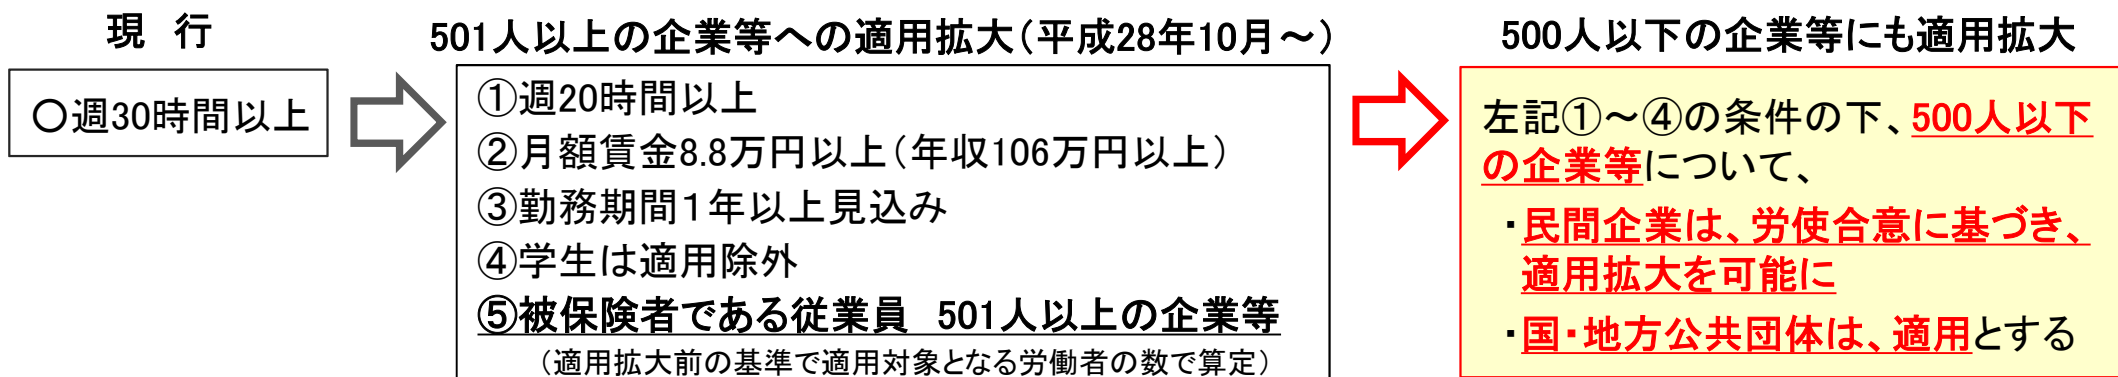 現 行
○週30時間以上
501人以上の企業等への適用拡大(平成28年10月~)
①週20時間以上
②月額賃金8.8万円以上(年収106万円以上)
③勤務期間1年以上見込み
④学生は適用除外
⑤被保険者である従業員 501人以上の企業等
(適用拡大前の基準で適用対象となる労働者の数で算定)
500人以下の企業等にも適用拡大
左記①~④の条件の下、500人以下
の企業等について、
・民間企業は、労使合意に基づき、
適用拡大を可能に
・国・地方公共団体は、適用とする